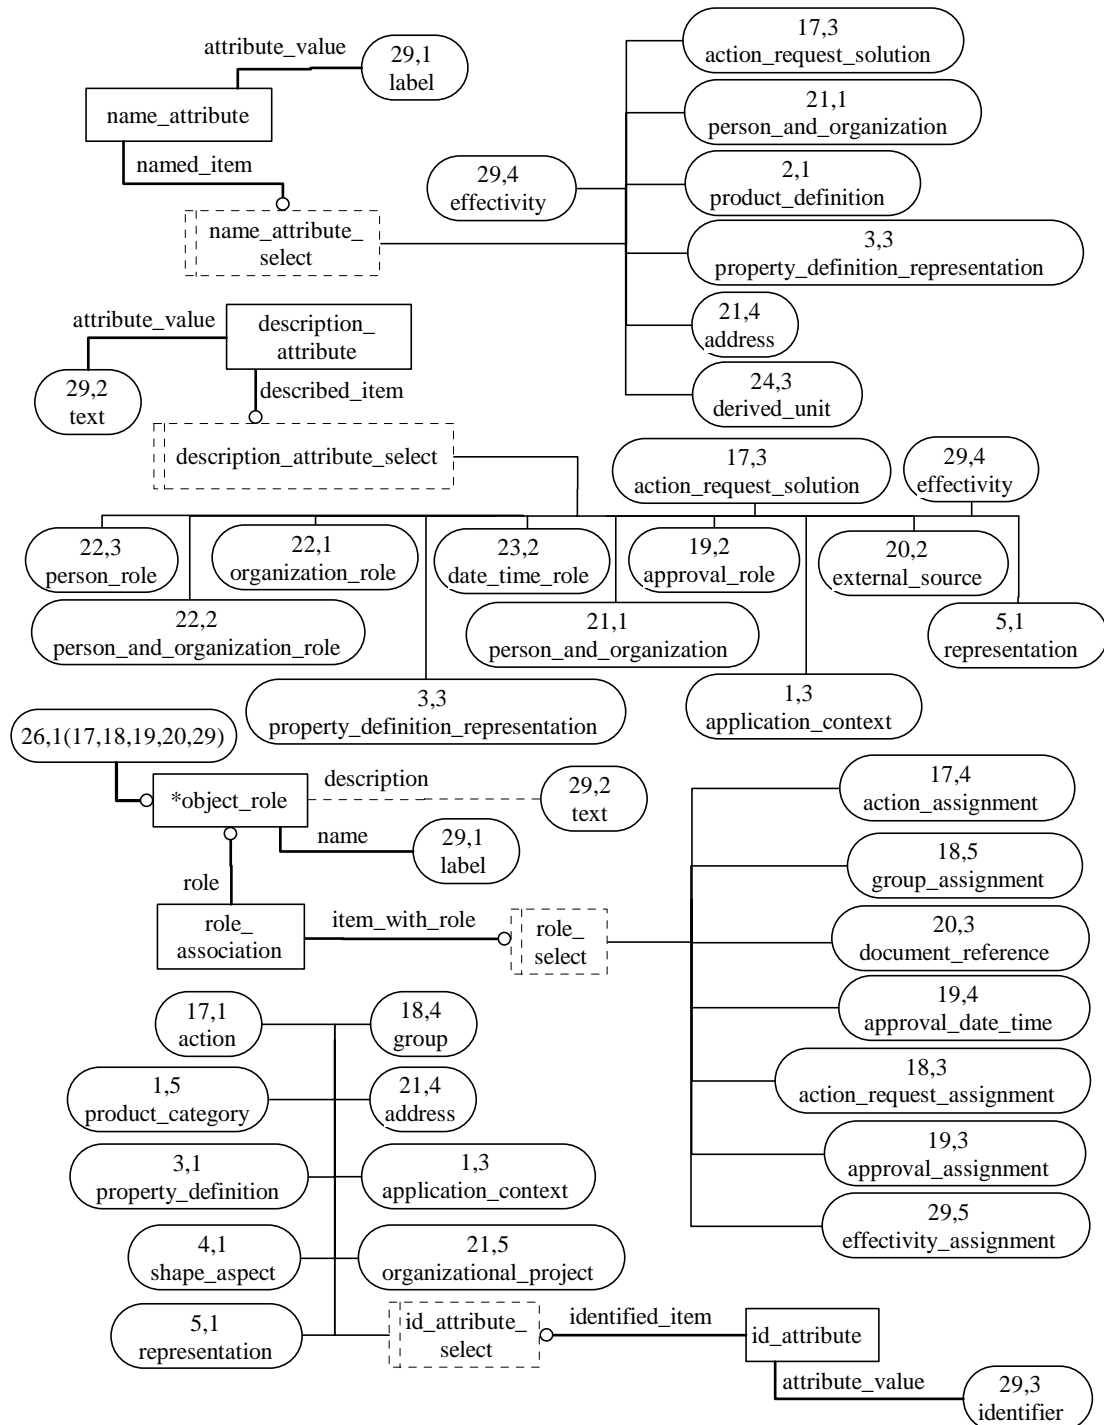 17,3
action_request_solution
attribute_value
29,1
label
name_attribute
21,1
person_and_organization
named_item
29,4
effectivity
2,1
product_definition
name_attribute_
select
3,3
property_definition_representation
attribute_value
description_
attribute
21,4
address
29,2
text
described_item
24,3
derived_unit
description_attribute_select
17,3
action_request_solution
29,4
effectivity
22,3
person_role
22,1
organization_role
23,2
date_time_role
19,2
approval_role
20,2
external_source
22,2
person_and_organization_role
21,1
person_and_organization
5,1
representation
3,3
property_definition_representation
1,3
application_context
26,1(17,18,19,20,29)
*object_role
description
29,2
text
name
29,1
label
17,4
action_assignment
18,5
group_assignment
role
role_
association
item_with_role
role_
select
20,3
document_reference
17,1
action
18,4
group
19,4
approval_date_time
1,5
product_category
21,4
address
18,3
action_request_assignment
3,1
property_definition
1,3
application_context
19,3
approval_assignment
4,1
shape_aspect
21,5
organizational_project
29,5
effectivity_assignment
5,1
representation
id_attribute_
select
identified_item
id_attribute
attribute_value
29,3
identifier